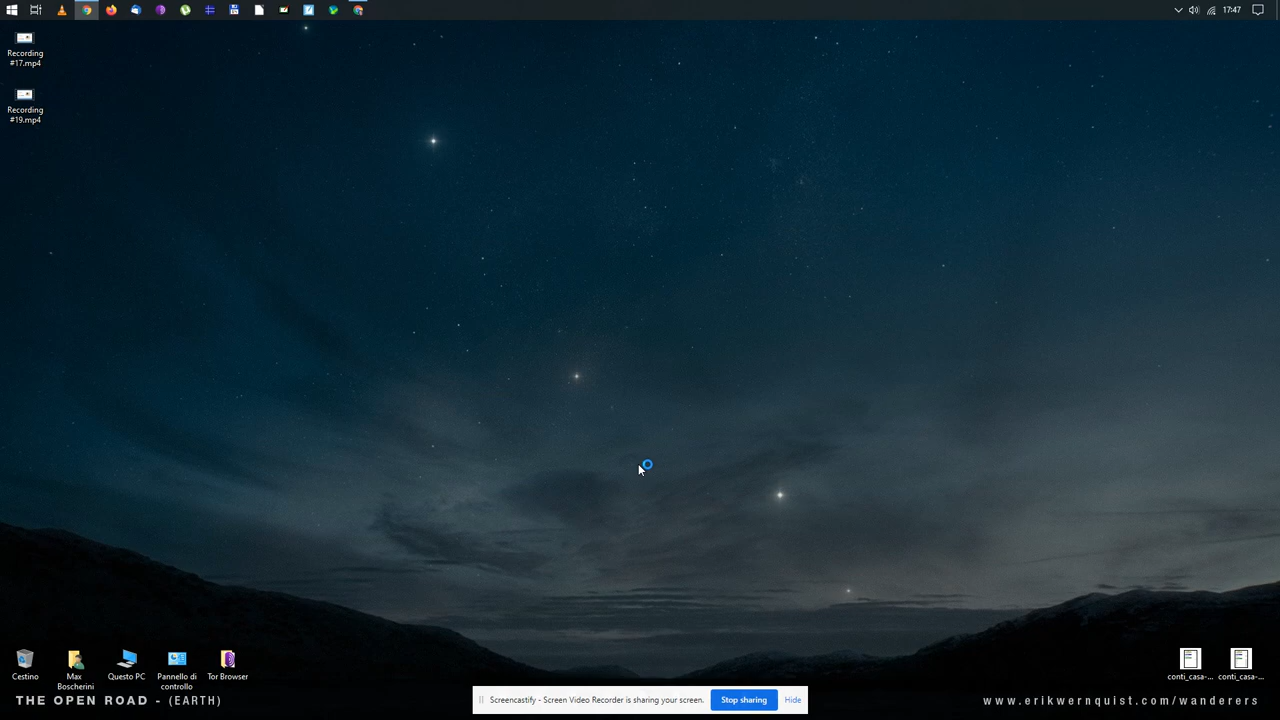 17:47
Recording
#17.mp4
Recording
#19.mp4
Cestino
Max
Boscherini
Questo PC
Pannello di
controllo
Tor Browser
conti_casa-...
conti_casa-...
THE OPEN ROAD - (EARTH)
Screencastify - Screen Video Recorder is sharing your screen.
Stop sharing
Hide
www.erikwernquist.com/wanderers